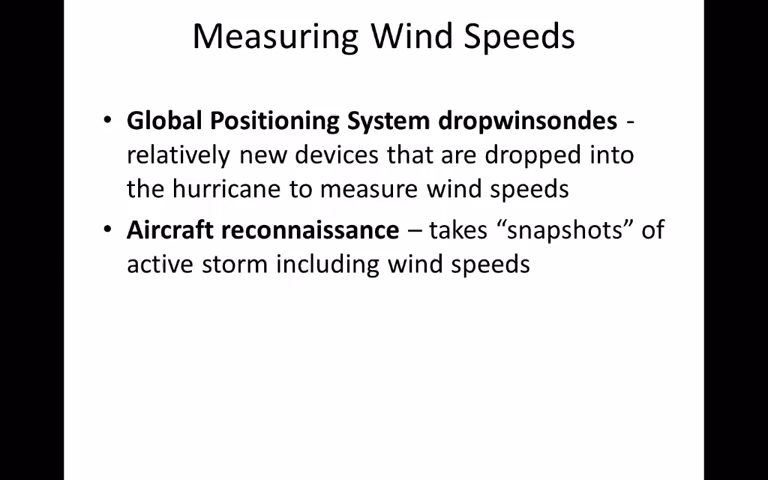 Measuring Wind Speeds
• Global Positioning System dropwinsondes -
relatively new devices that are dropped into
the hurricane to measure wind speeds
• Aircraft reconnaissance – takes “snapshots” of
active storm including wind speeds